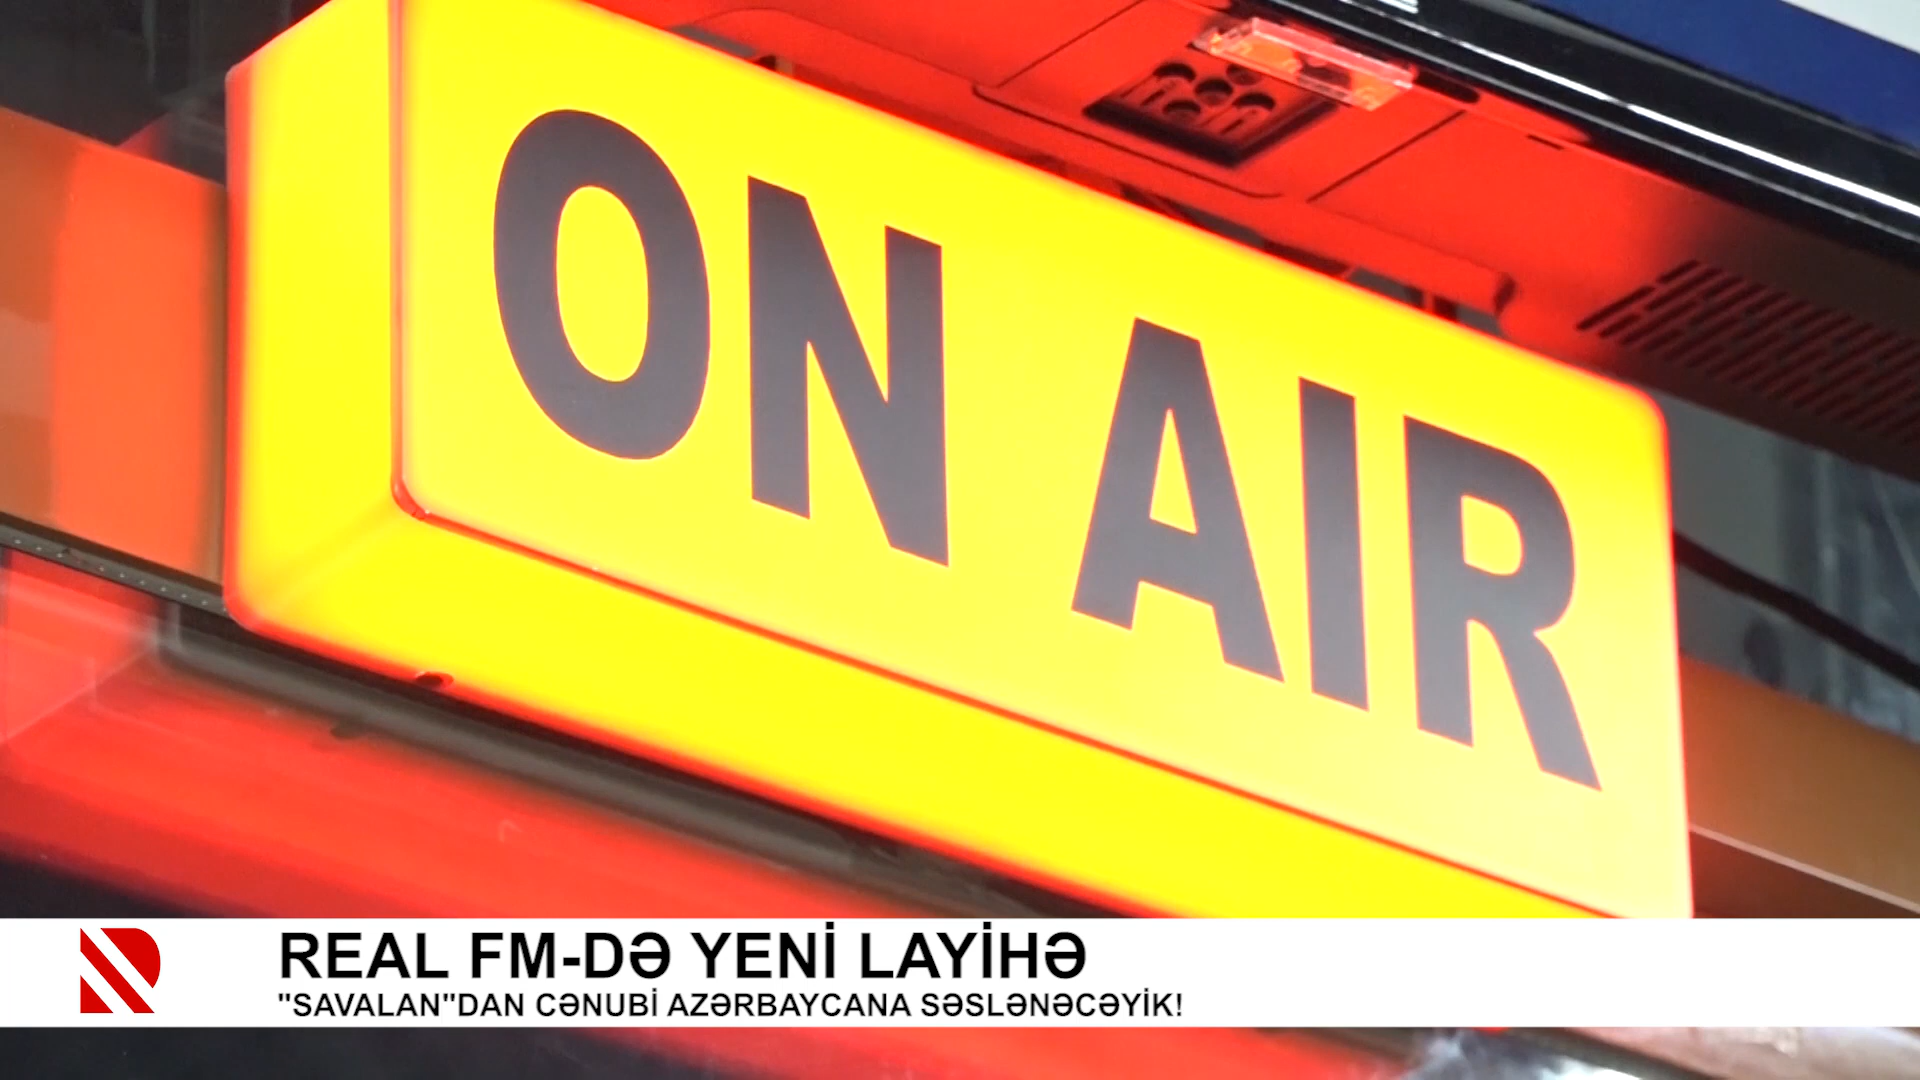 ON AIR
REAL FM-DƏ YENİ LAYİHƏ
"SAVALAN"DAN CƏNUBİ AZƏRBAYCANA SƏSLƏNƏCƏYİK!